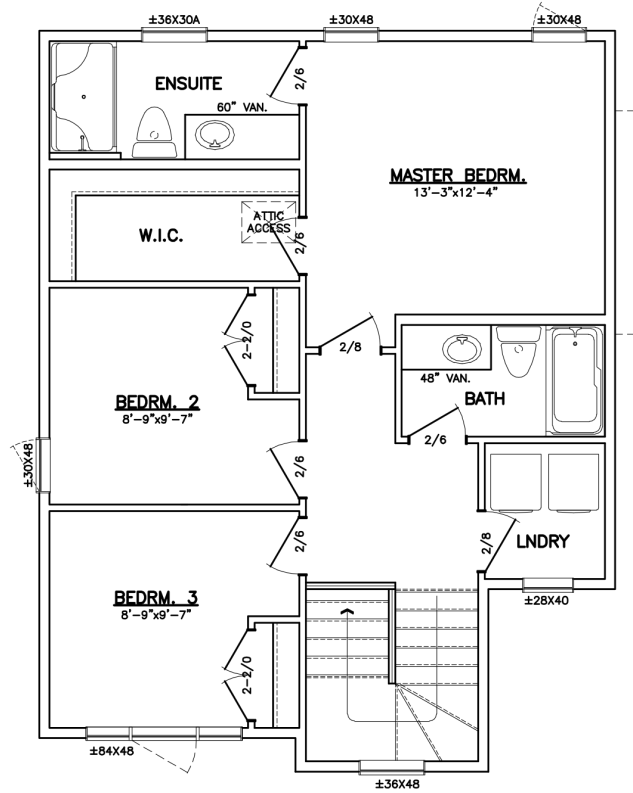 ±36X30A
±30X48
±30X48
ENSUITE
2/6
60" VAN.
MASTER BEDRM.
13'-3"x12'-4"
W.I.C.
ATTIC
ACCESS
2/6
2-2/0
2/8
48" VAN.
BATH
BEDRM. 2
8'-9"x9'-7"
2/6
±30X48
2/6
2/6
2/8
LNDRY
BEDRM. 3
8'-9"x9'-7"
±28X40
2-2/0
±84X48
±36X48